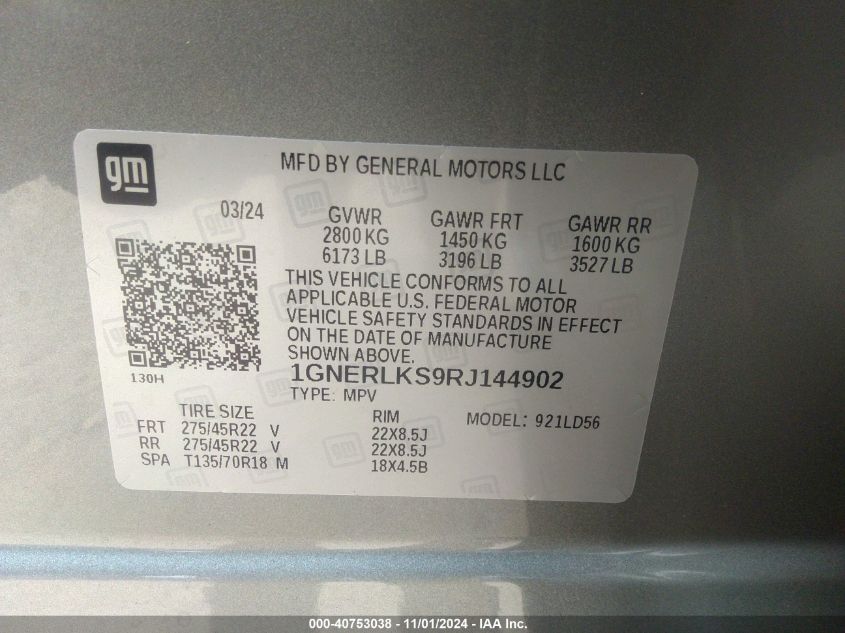 gm
MFD BY GENERAL MOTORS LLC
03/24
GVWR GAWR FRT GAWR RR
2800 KG 1450 KG 1600 KG
6173 LB 3196 LB 3527 LB
THIS VEHICLE CONFORMS TO ALL
APPLICABLE U.S. FEDERAL MOTOR
VEHICLE SAFETY STANDARDS IN EFFECT
ON THE DATE OF MANUFACTURE
SHOWN ABOVE.
130H
1GNERLKS9RJ144902
TYPE: MPV
TIRE SIZE RIM MODEL: 921LD56
FRT 275/45R22 V 22X8.5J
RR 275/45R22 V 22X8.5J
SPA T135/70R18 M 18X4.5B
000-40753038 - 11/01/2024 - IAA Inc.